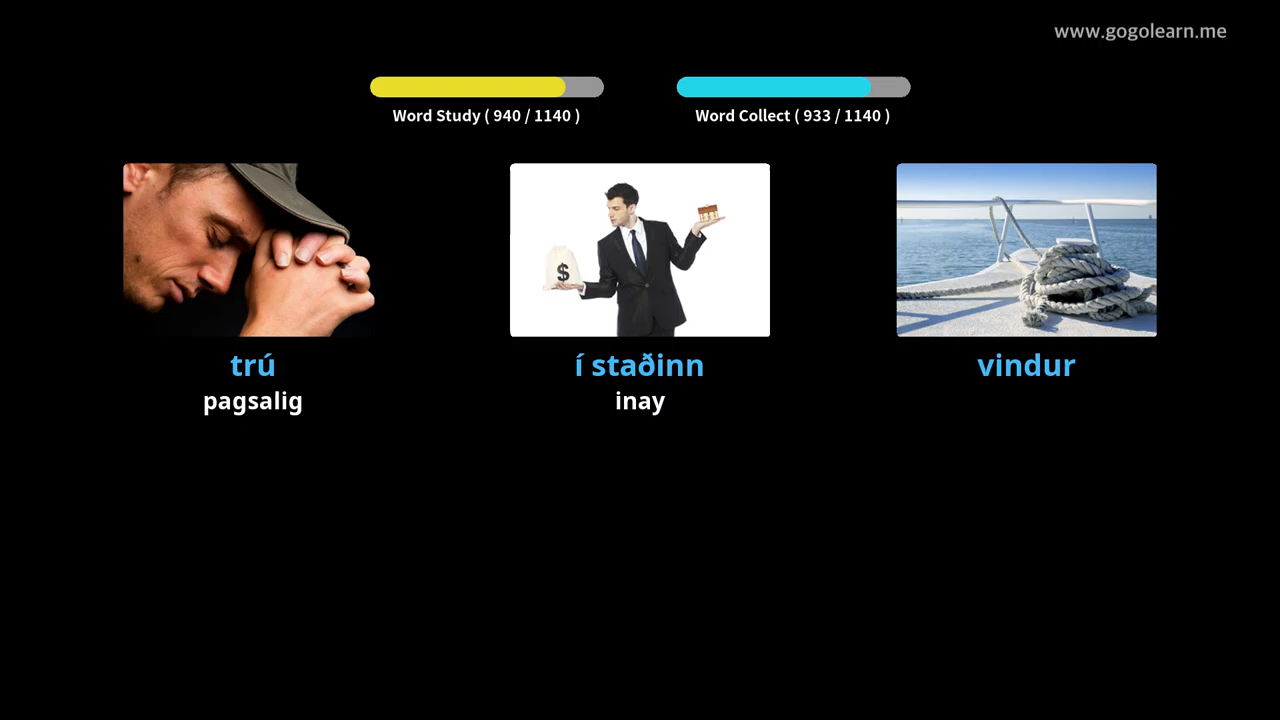 www.gogolearn.me
Word Study ( 940 / 1140 )
Word Collect ( 933 / 1140 )
trú
pagsalig
$
í staðinn
inay
vindur